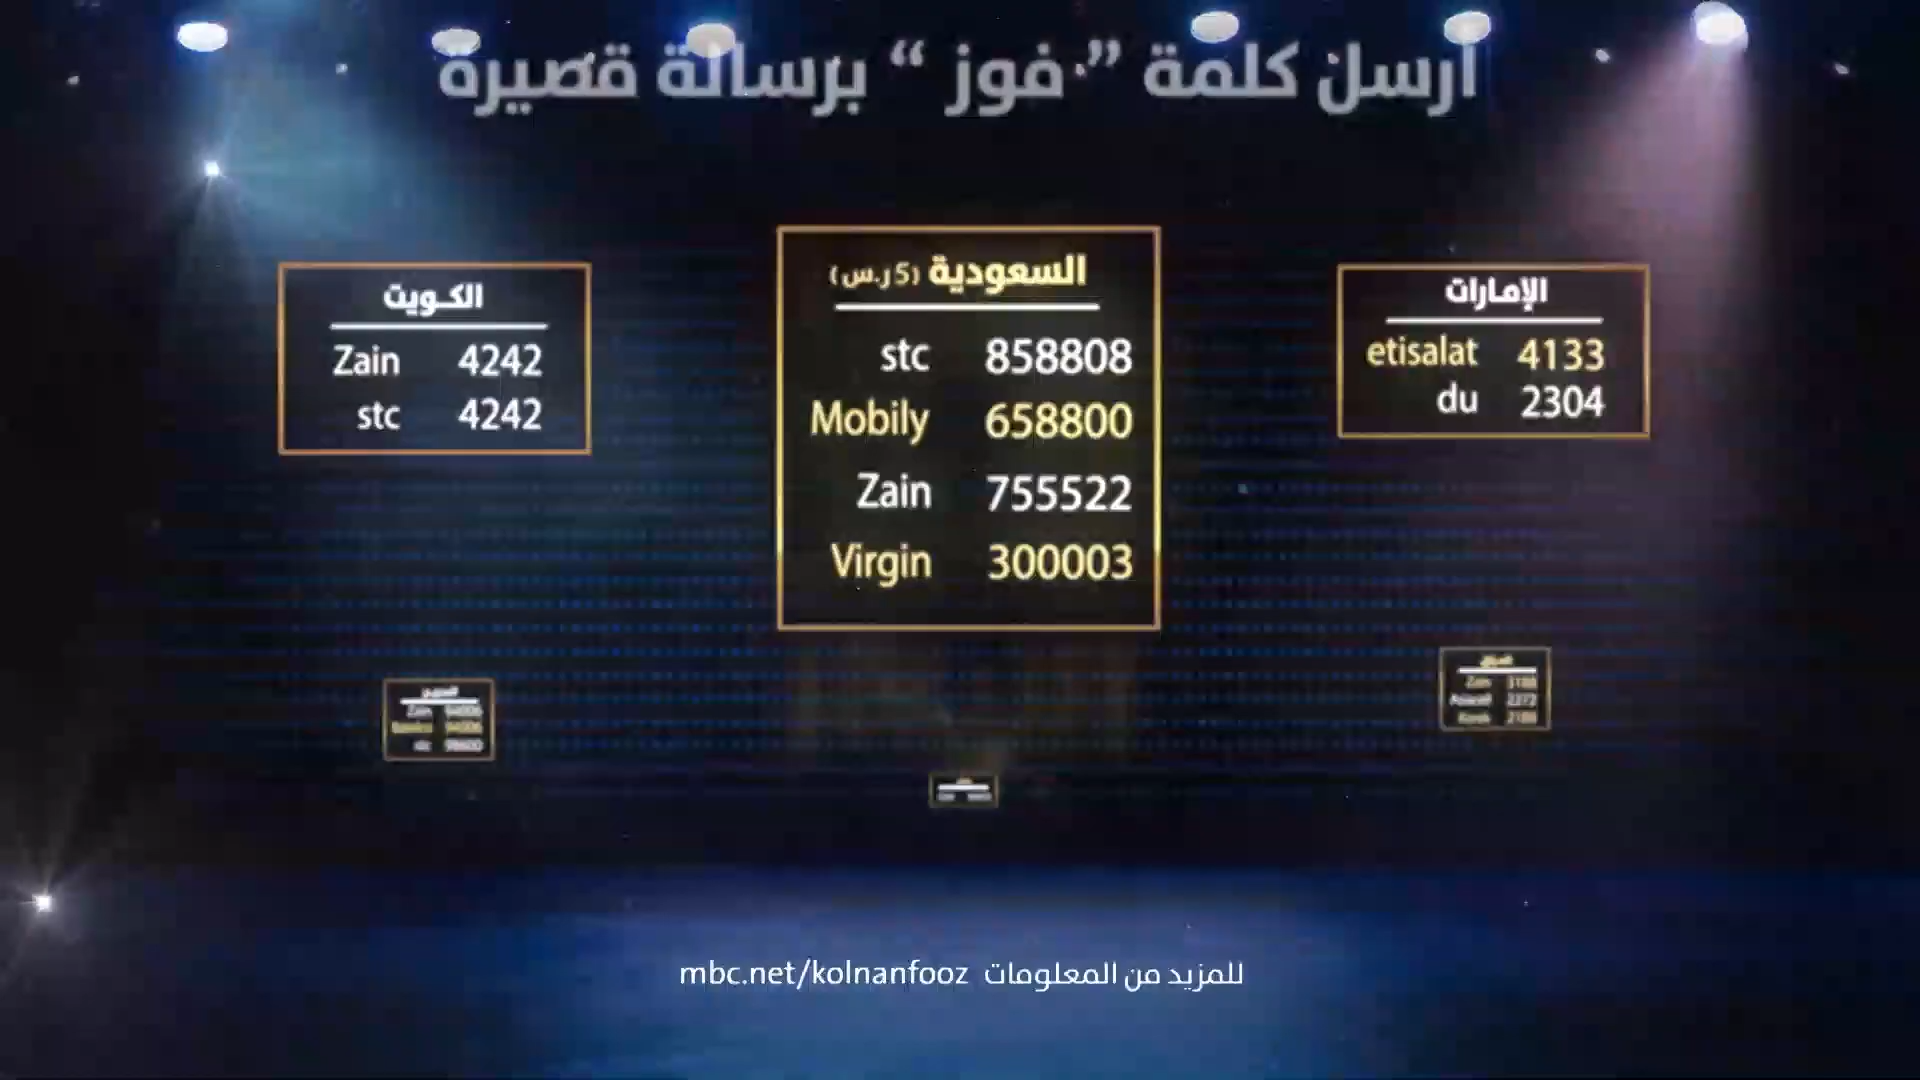 ارسل كلمة " فوز " برسالة قصيرة
الإمارات
etisalat 4133
du 2304
السعودية (5 ر.س)
stc 858808
Mobily 658800
Zain 755522
Virgin 300003
الكويت
Zain 4242
stc 4242
للمزيد من المعلومات mbc.net/kolnanfooz